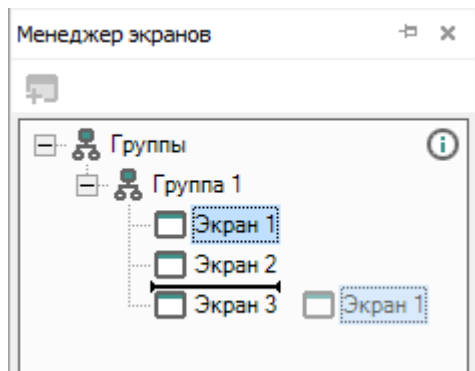 Менеджер экранов
Группы
Группа 1
Экран 1
Экран 2
Экран 3 Экран 1